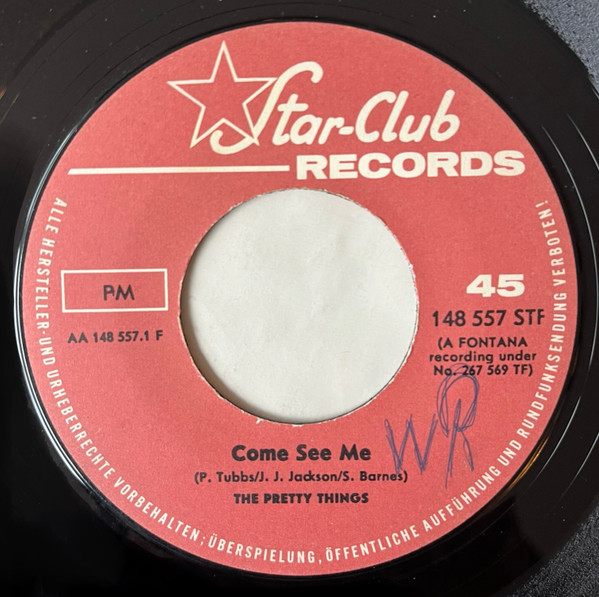 Star-Club
RECORDS
45
PM
AA 148 557.1 F
148 557 STF
(A FONTANA
recording under
No. 267 569 TF)
Come See Me
(P. Tubbs/J. J. Jackson/S. Barnes)
THE PRETTY THINGS
WR
ALLE HERSTELLER- UND URHEBERRECHTE VORBEHALTEN; ÜBERSPIELUNG, ÖFFENTLICHE AUFFÜHRUNG UND RUNDFUNKSENDUNG VERBOTEN!